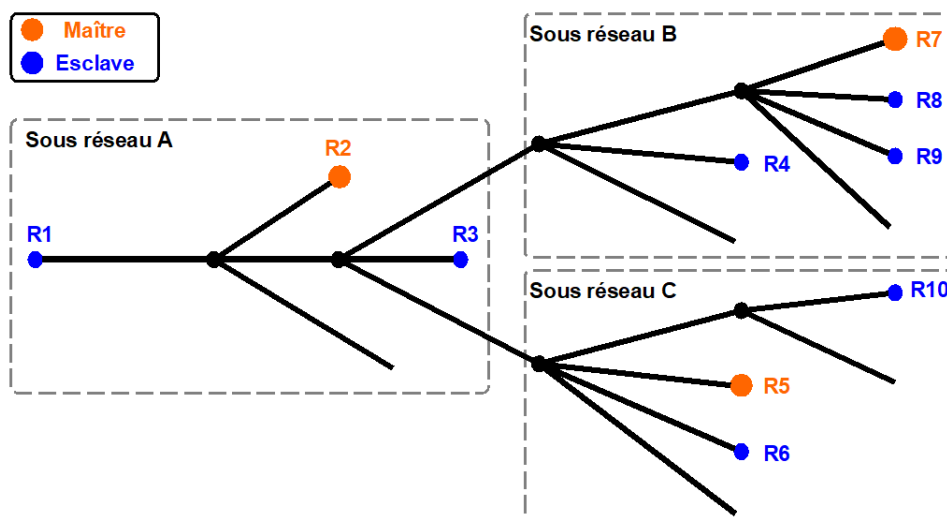 Maître
Esclave
Sous réseau A
R1
R2
R3
Sous réseau B
R7
R8
R4
R9
Sous réseau C
R10
R5
R6